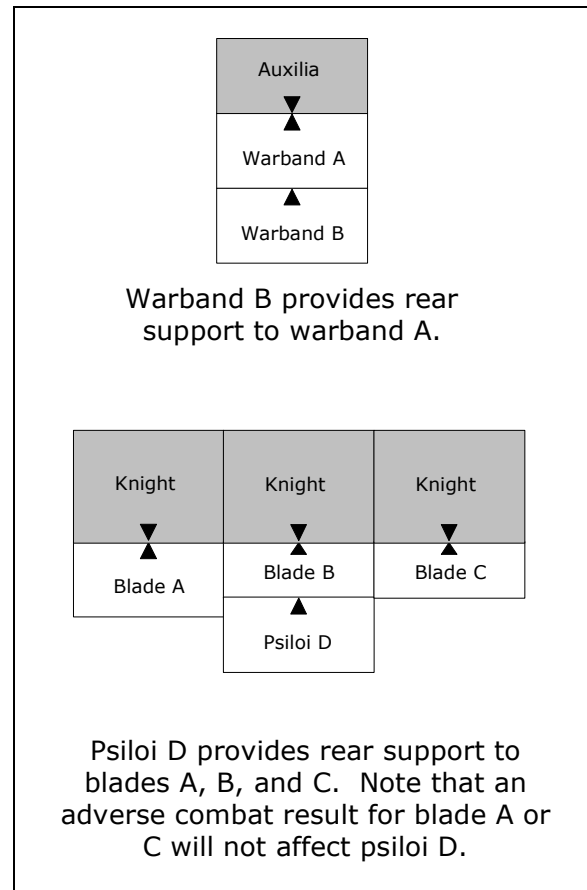 Auxilia
Warband A
Warband B
Warband B provides rear
support to warband A.
Knight Knight Knight
Blade A Blade B Blade C
Psiloi D
Psiloi D provides rear support to
blades A, B, and C. Note that an
adverse combat result for blade A or
C will not affect psiloi D.